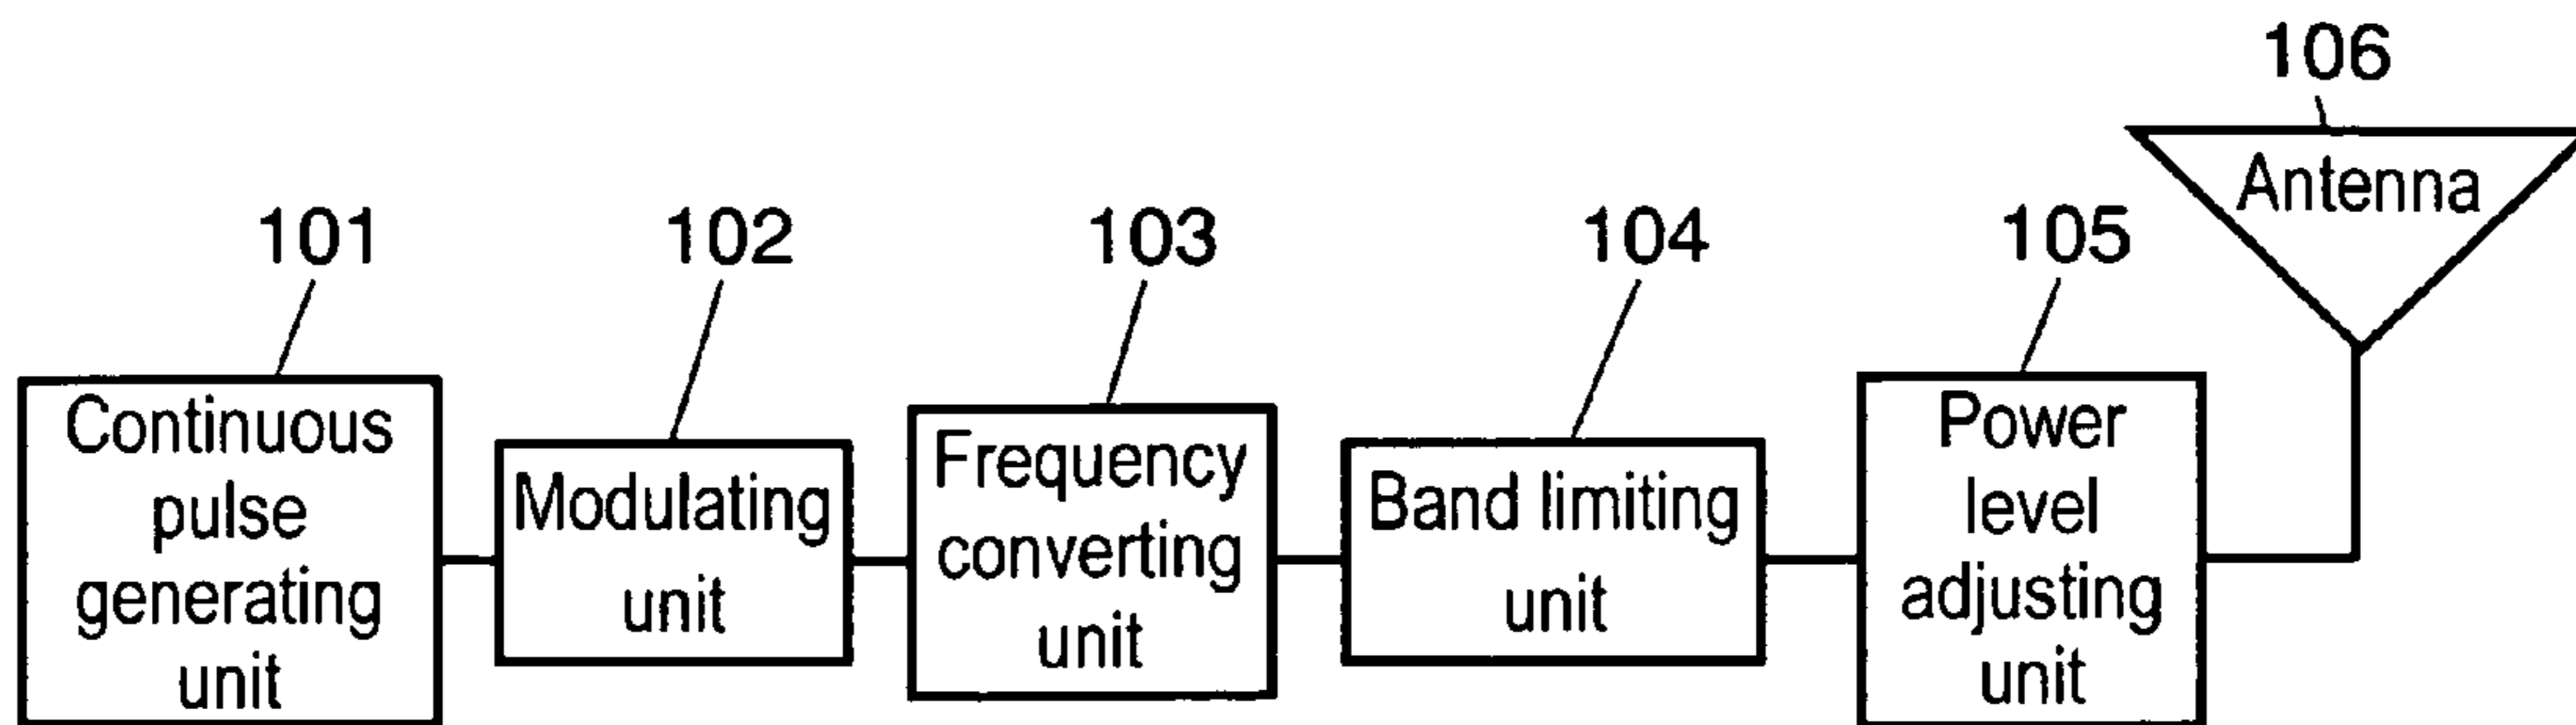 106
Antenna
101
102
103
104
105
Continuous
pulse
generating
unit
Modulating
unit
Frequency
converting
unit
Band limiting
unit
Power
level
adjusting
unit